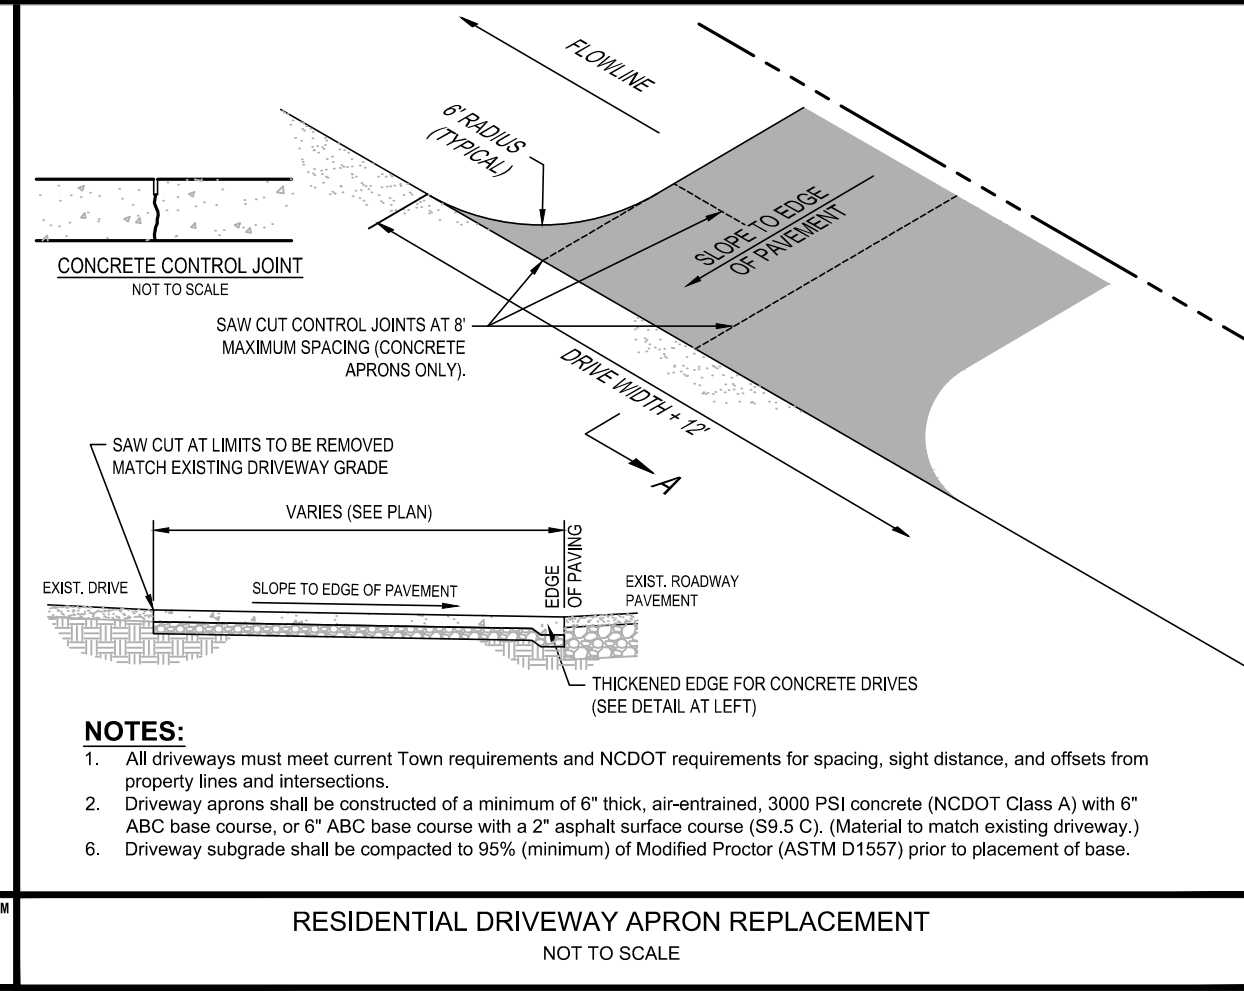 FLOWLINE
6' RADIUS
(TYPICAL)
SLOPE TO EDGE
OF PAVEMENT
CONCRETE CONTROL JOINT
NOT TO SCALE
SAW CUT CONTROL JOINTS AT 8'
MAXIMUM SPACING (CONCRETE
APRONS ONLY).
DRIVE WIDTH + 12'
A
SAW CUT AT LIMITS TO BE REMOVED
MATCH EXISTING DRIVEWAY GRADE
VARIES (SEE PLAN)
EDGE
OF PAVING
EXIST. DRIVE
SLOPE TO EDGE OF PAVEMENT
EXIST. ROADWAY
PAVEMENT
THICKENED EDGE FOR CONCRETE DRIVES
(SEE DETAIL AT LEFT)
NOTES:
1. All driveways must meet current Town requirements and NCDOT requirements for spacing, sight distance, and offsets from
property lines and intersections.
2. Driveway aprons shall be constructed of a minimum of 6" thick, air-entrained, 3000 PSI concrete (NCDOT Class A) with 6"
ABC base course, or 6" ABC base course with a 2" asphalt surface course (S9.5 C). (Material to match existing driveway.)
6. Driveway subgrade shall be compacted to 95% (minimum) of Modified Proctor (ASTM D1557) prior to placement of base.
M
RESIDENTIAL DRIVEWAY APRON REPLACEMENT
NOT TO SCALE